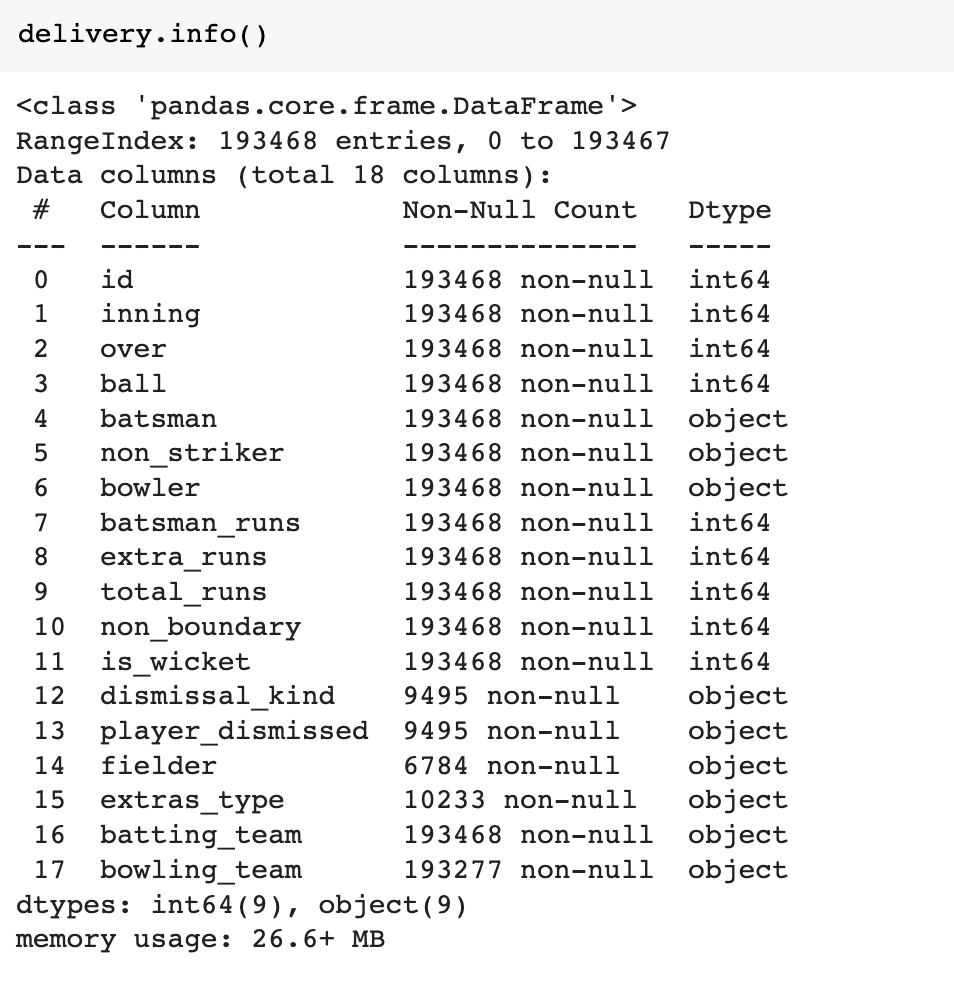 delivery.info()
<class 'pandas.core.frame.DataFrame'>
RangeIndex: 193468 entries, 0 to 193467
Data columns (total 18 columns):
 #   Column            Non-Null Count   Dtype
---  ------            --------------   -----
 0   id                193468 non-null  int64
 1   inning            193468 non-null  int64
 2   over              193468 non-null  int64
 3   ball              193468 non-null  int64
 4   batsman           193468 non-null  object
 5   non_striker       193468 non-null  object
 6   bowler            193468 non-null  object
 7   batsman_runs      193468 non-null  int64
 8   extra_runs        193468 non-null  int64
 9   total_runs        193468 non-null  int64
 10  non_boundary      193468 non-null  int64
 11  is_wicket         193468 non-null  int64
 12  dismissal_kind    9495 non-null    object
 13  player_dismissed  9495 non-null    object
 14  fielder           6784 non-null    object
 15  extras_type       10233 non-null   object
 16  batting_team      193468 non-null  object
 17  bowling_team      193277 non-null  object
dtypes: int64(9), object(9)
memory usage: 26.6+ MB